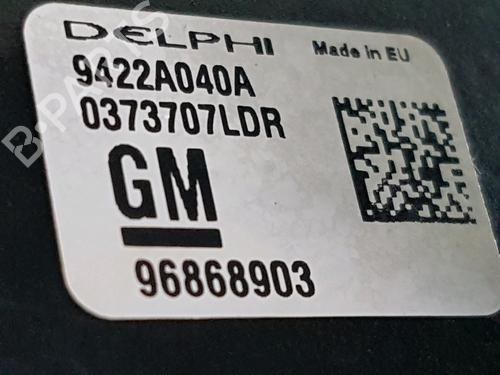 DELPHI Made in EU
9422A040A
0373707LDR
GM
96868903
B-PARTS